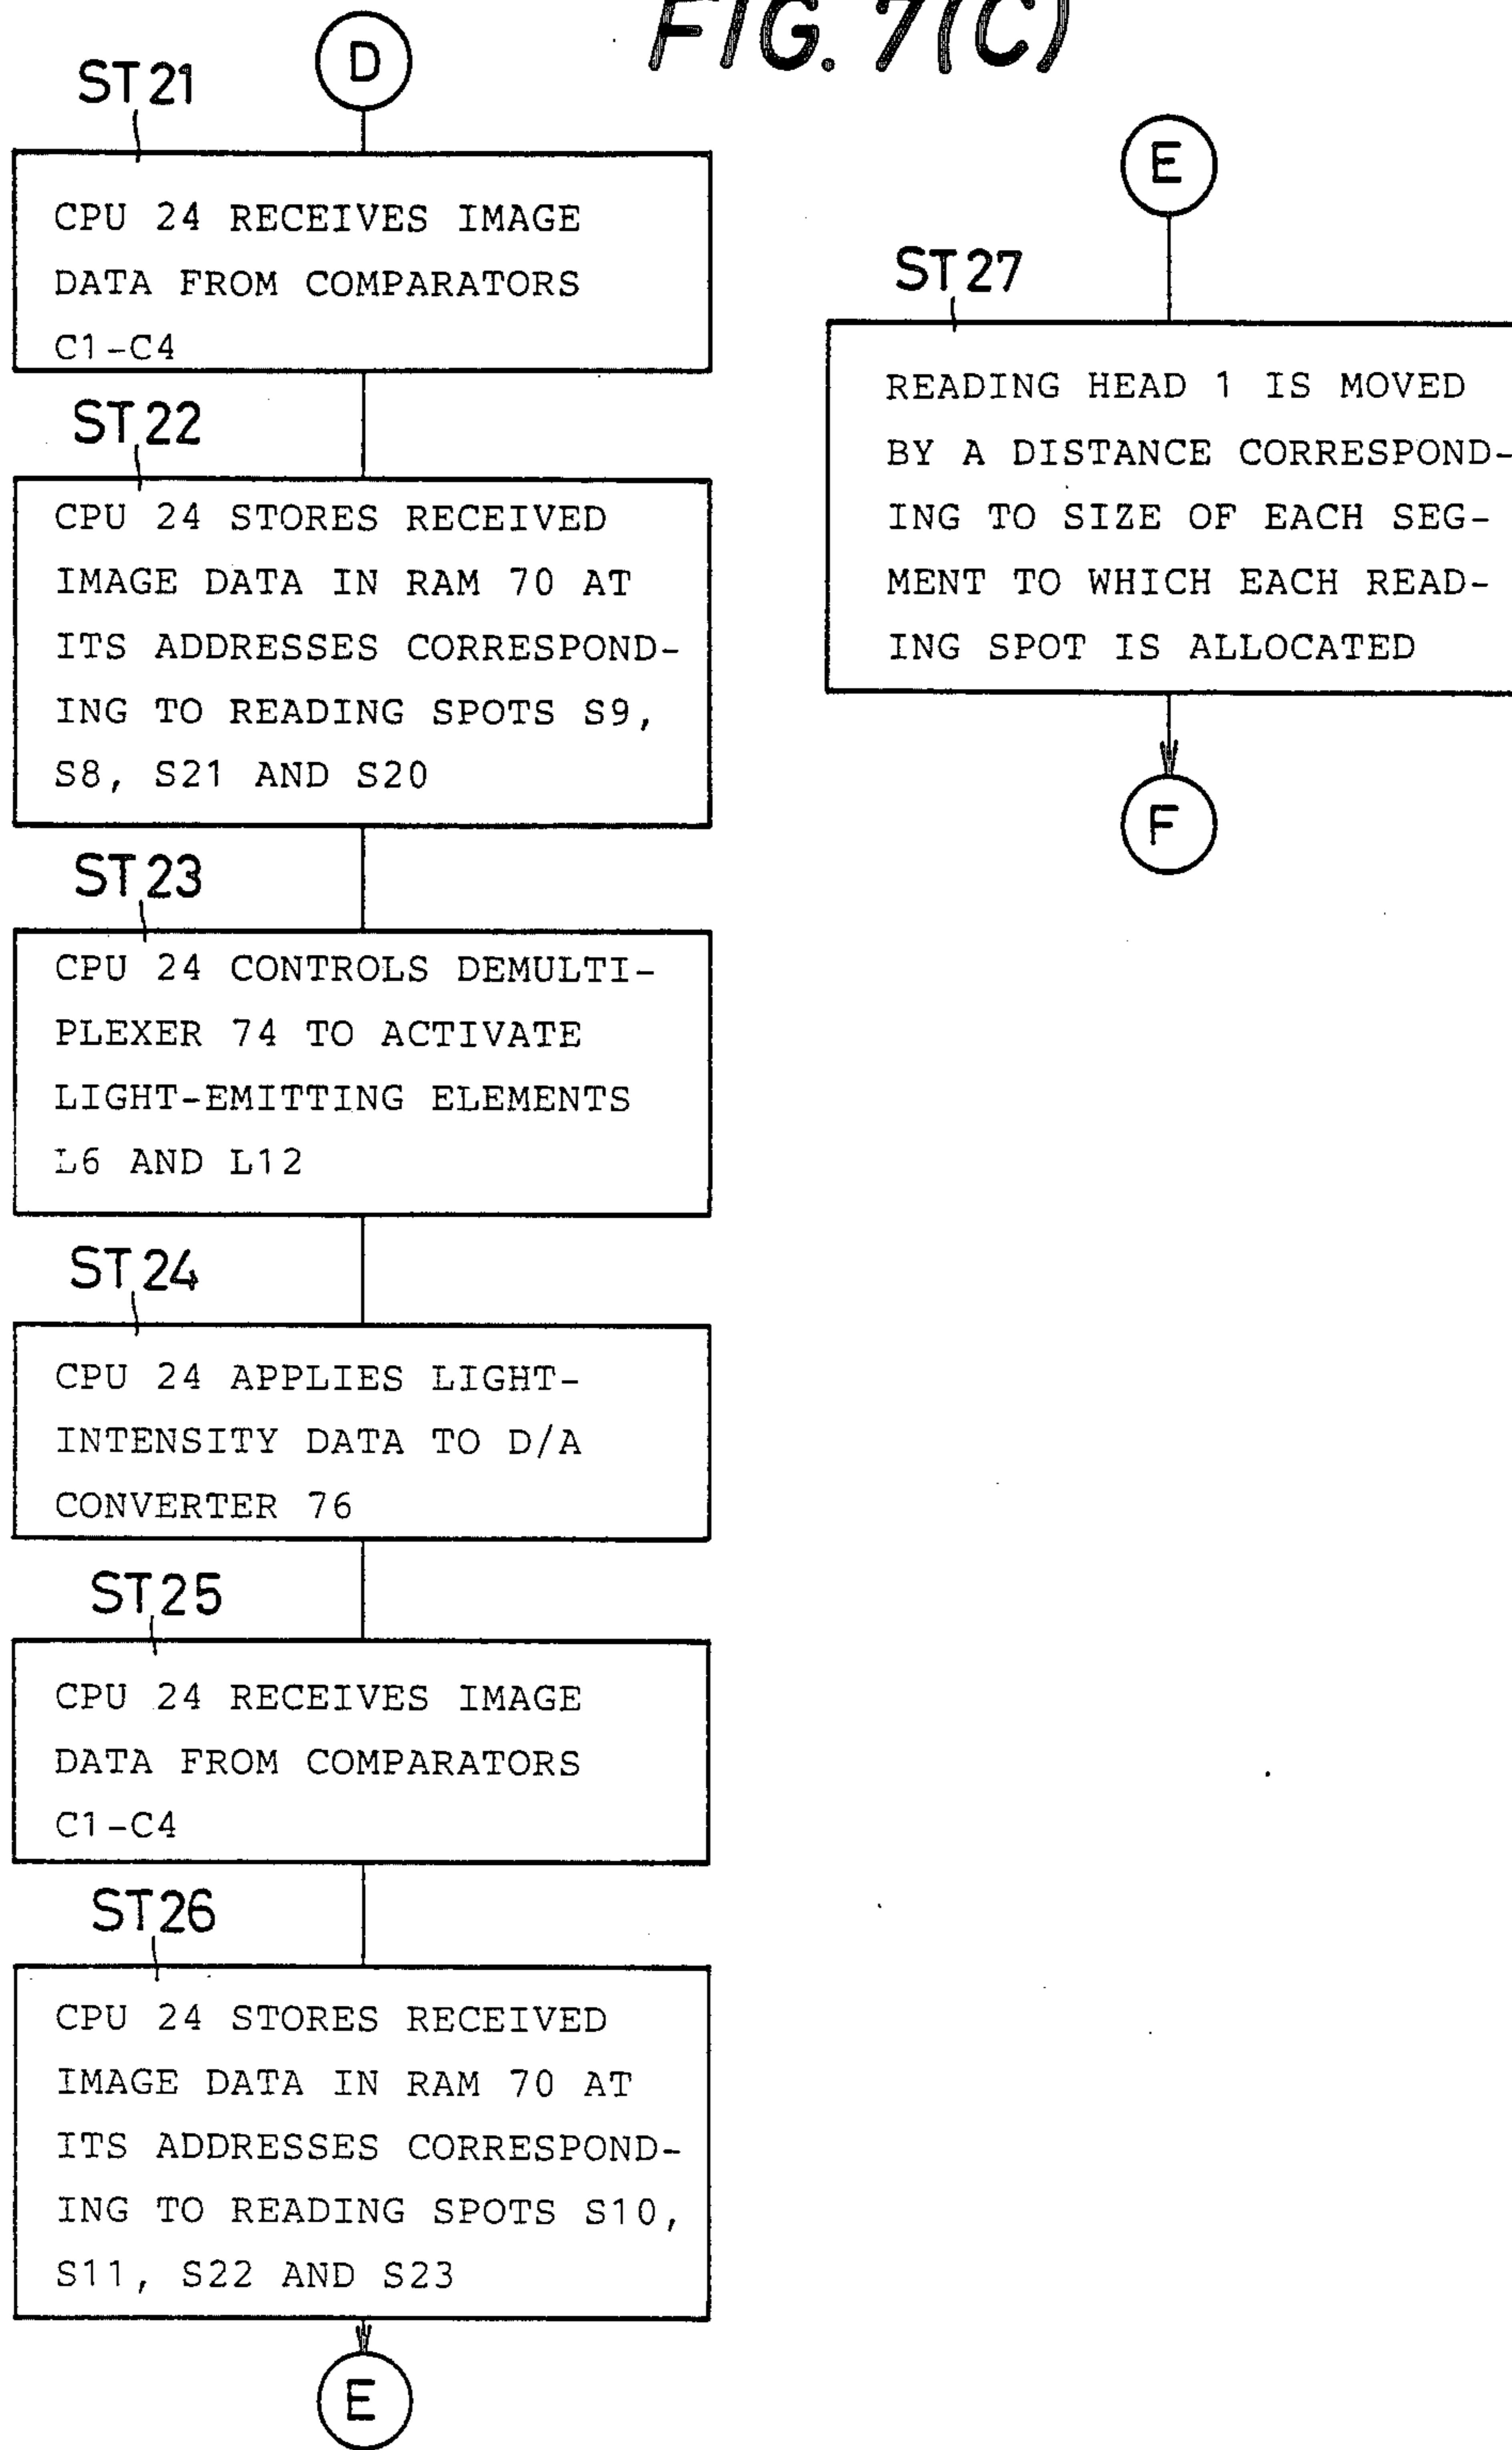 FIG. 7(C)
D
ST21
CPU 24 RECEIVES IMAGE
DATA FROM COMPARATORS
C1-C4
ST22
CPU 24 STORES RECEIVED
IMAGE DATA IN RAM 70 AT
ITS ADDRESSES CORRESPOND-
ING TO READING SPOTS S9,
S8, S21 AND S20
ST23
CPU 24 CONTROLS DEMULTI-
PLEXER 74 TO ACTIVATE
LIGHT-EMITTING ELEMENTS
L6 AND L12
ST24
CPU 24 APPLIES LIGHT-
INTENSITY DATA TO D/A
CONVERTER 76
ST25
CPU 24 RECEIVES IMAGE
DATA FROM COMPARATORS
C1-C4
ST26
CPU 24 STORES RECEIVED
IMAGE DATA IN RAM 70 AT
ITS ADDRESSES CORRESPOND-
ING TO READING SPOTS S10,
S11, S22 AND S23
E
E
ST27
READING HEAD 1 IS MOVED
BY A DISTANCE CORRESPOND-
ING TO SIZE OF EACH SEG-
MENT TO WHICH EACH READ-
ING SPOT IS ALLOCATED
F